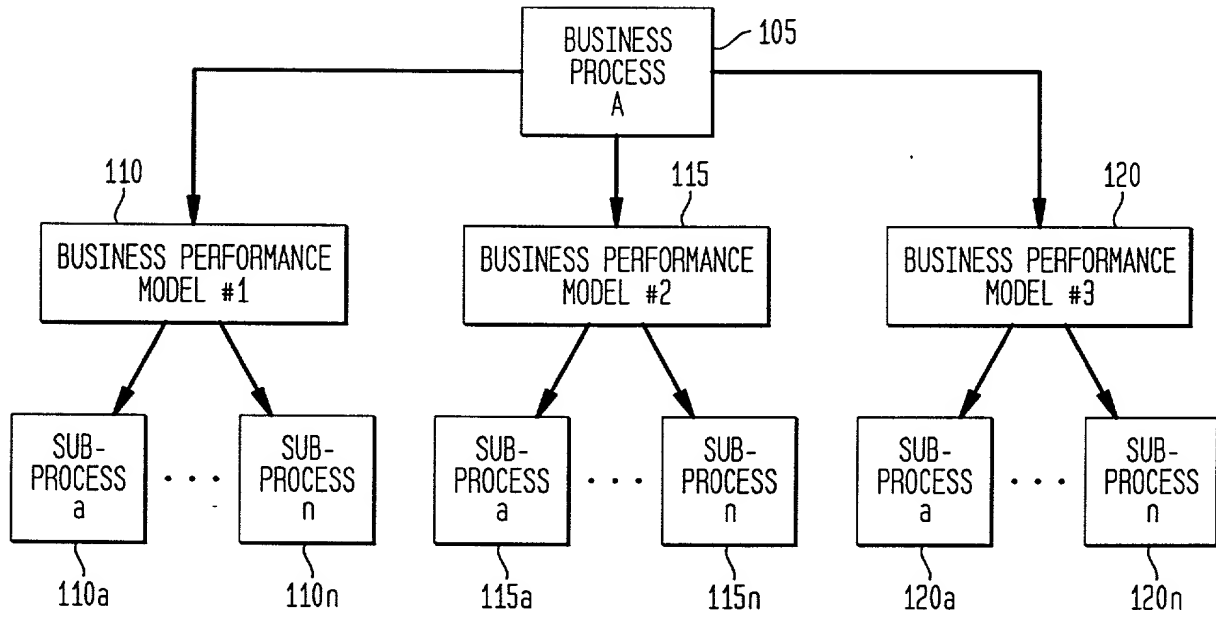 BUSINESS
PROCESS
A
105
110
115
120
BUSINESS PERFORMANCE
MODEL #1
BUSINESS PERFORMANCE
MODEL #2
BUSINESS PERFORMANCE
MODEL #3
SUB-
PROCESS
a
. . .
SUB-
PROCESS
n
SUB-
PROCESS
a
. . .
SUB-
PROCESS
n
SUB-
PROCESS
a
. . .
SUB-
PROCESS
n
110a
110n
115a
115n
120a
120n